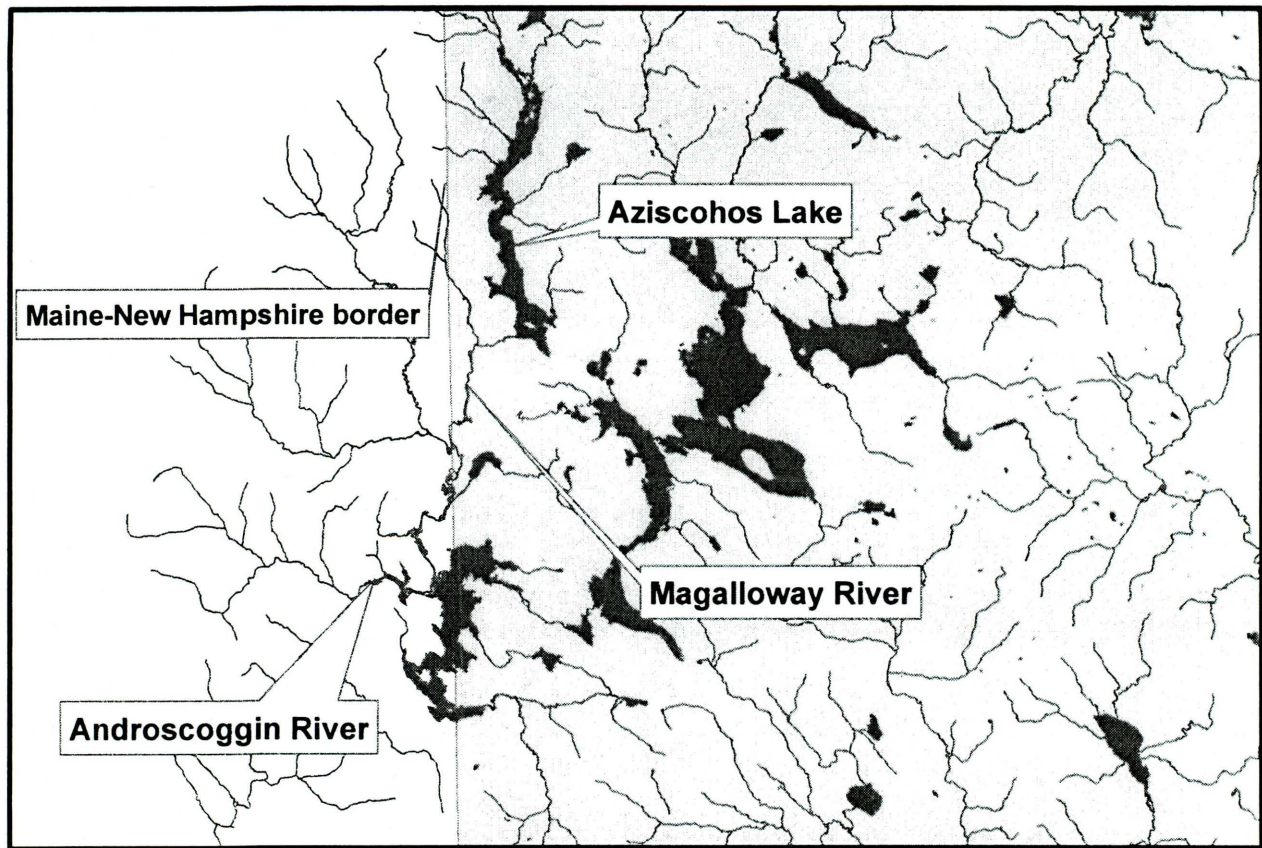 Aziscohos Lake
Maine-New Hampshire border
Magalloway River
Androscoggin River